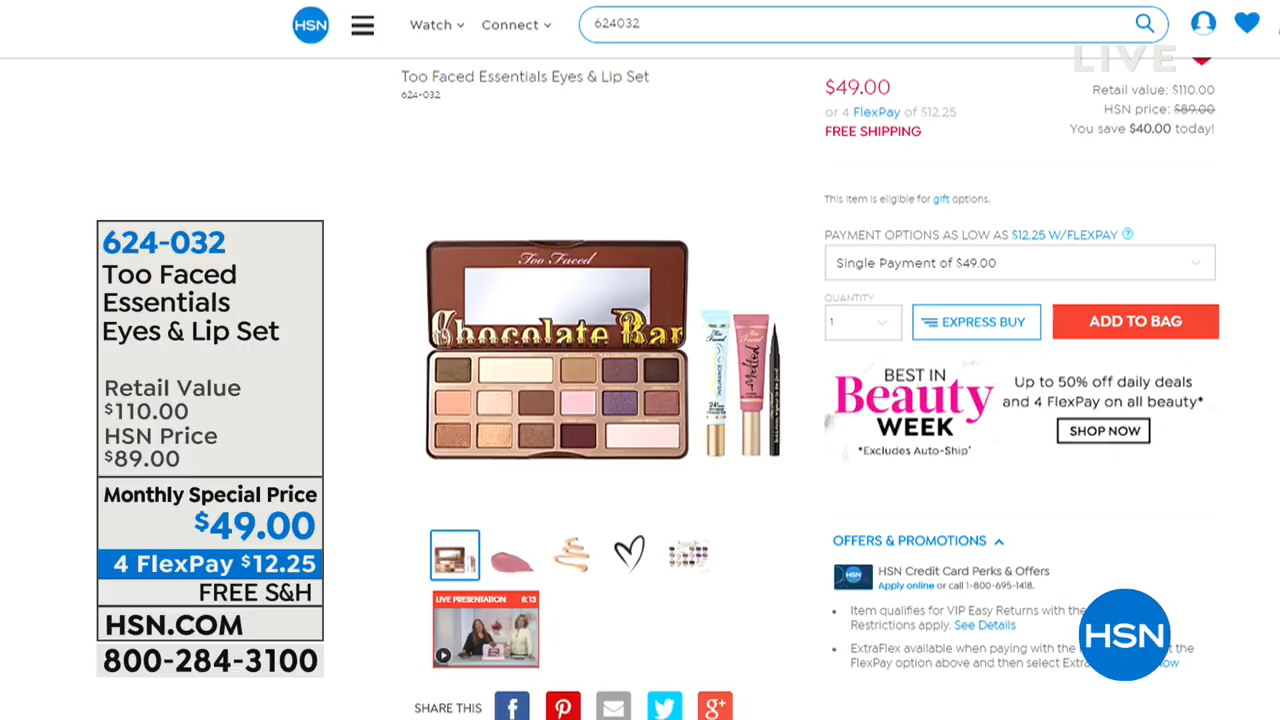 HSN
Watch
Connect
624032
LIVE
Too Faced Essentials Eyes & Lip Set
624-032
$49.00
or 4 FlexPay of $12.25
FREE SHIPPING
Retail value: $110.00
HSN price: $89.00
You save $40.00 today!
This item is eligible for gift options.
PAYMENT OPTIONS AS LOW AS $12.25 W/FLEXPAY ?
Single Payment of $49.00
QUANTITY
1
EXPRESS BUY
ADD TO BAG
624-032
Too Faced
Essentials
Eyes & Lip Set
Retail Value
$110.00
HSN Price
$89.00
Monthly Special Price
$49.00
4 FlexPay $12.25
FREE S&H
HSN.COM
800-284-3100
Too Faced
Chocolate Bar
Too Faced
Melted
BEST IN
Beauty
WEEK
*Excludes Auto-Ship*
Up to 50% off daily deals
and 4 FlexPay on all beauty*
SHOP NOW
LIVE PRESENTATION 8:13
OFFERS & PROMOTIONS
HSN
HSN Credit Card Perks & Offers
Apply online or call 1-800-695-1418.
Item qualifies for VIP Easy Returns with the
Restrictions apply. See Details
ExtraFlex available when paying with the
FlexPay option above and then select Extra
HSN
SHARE THIS